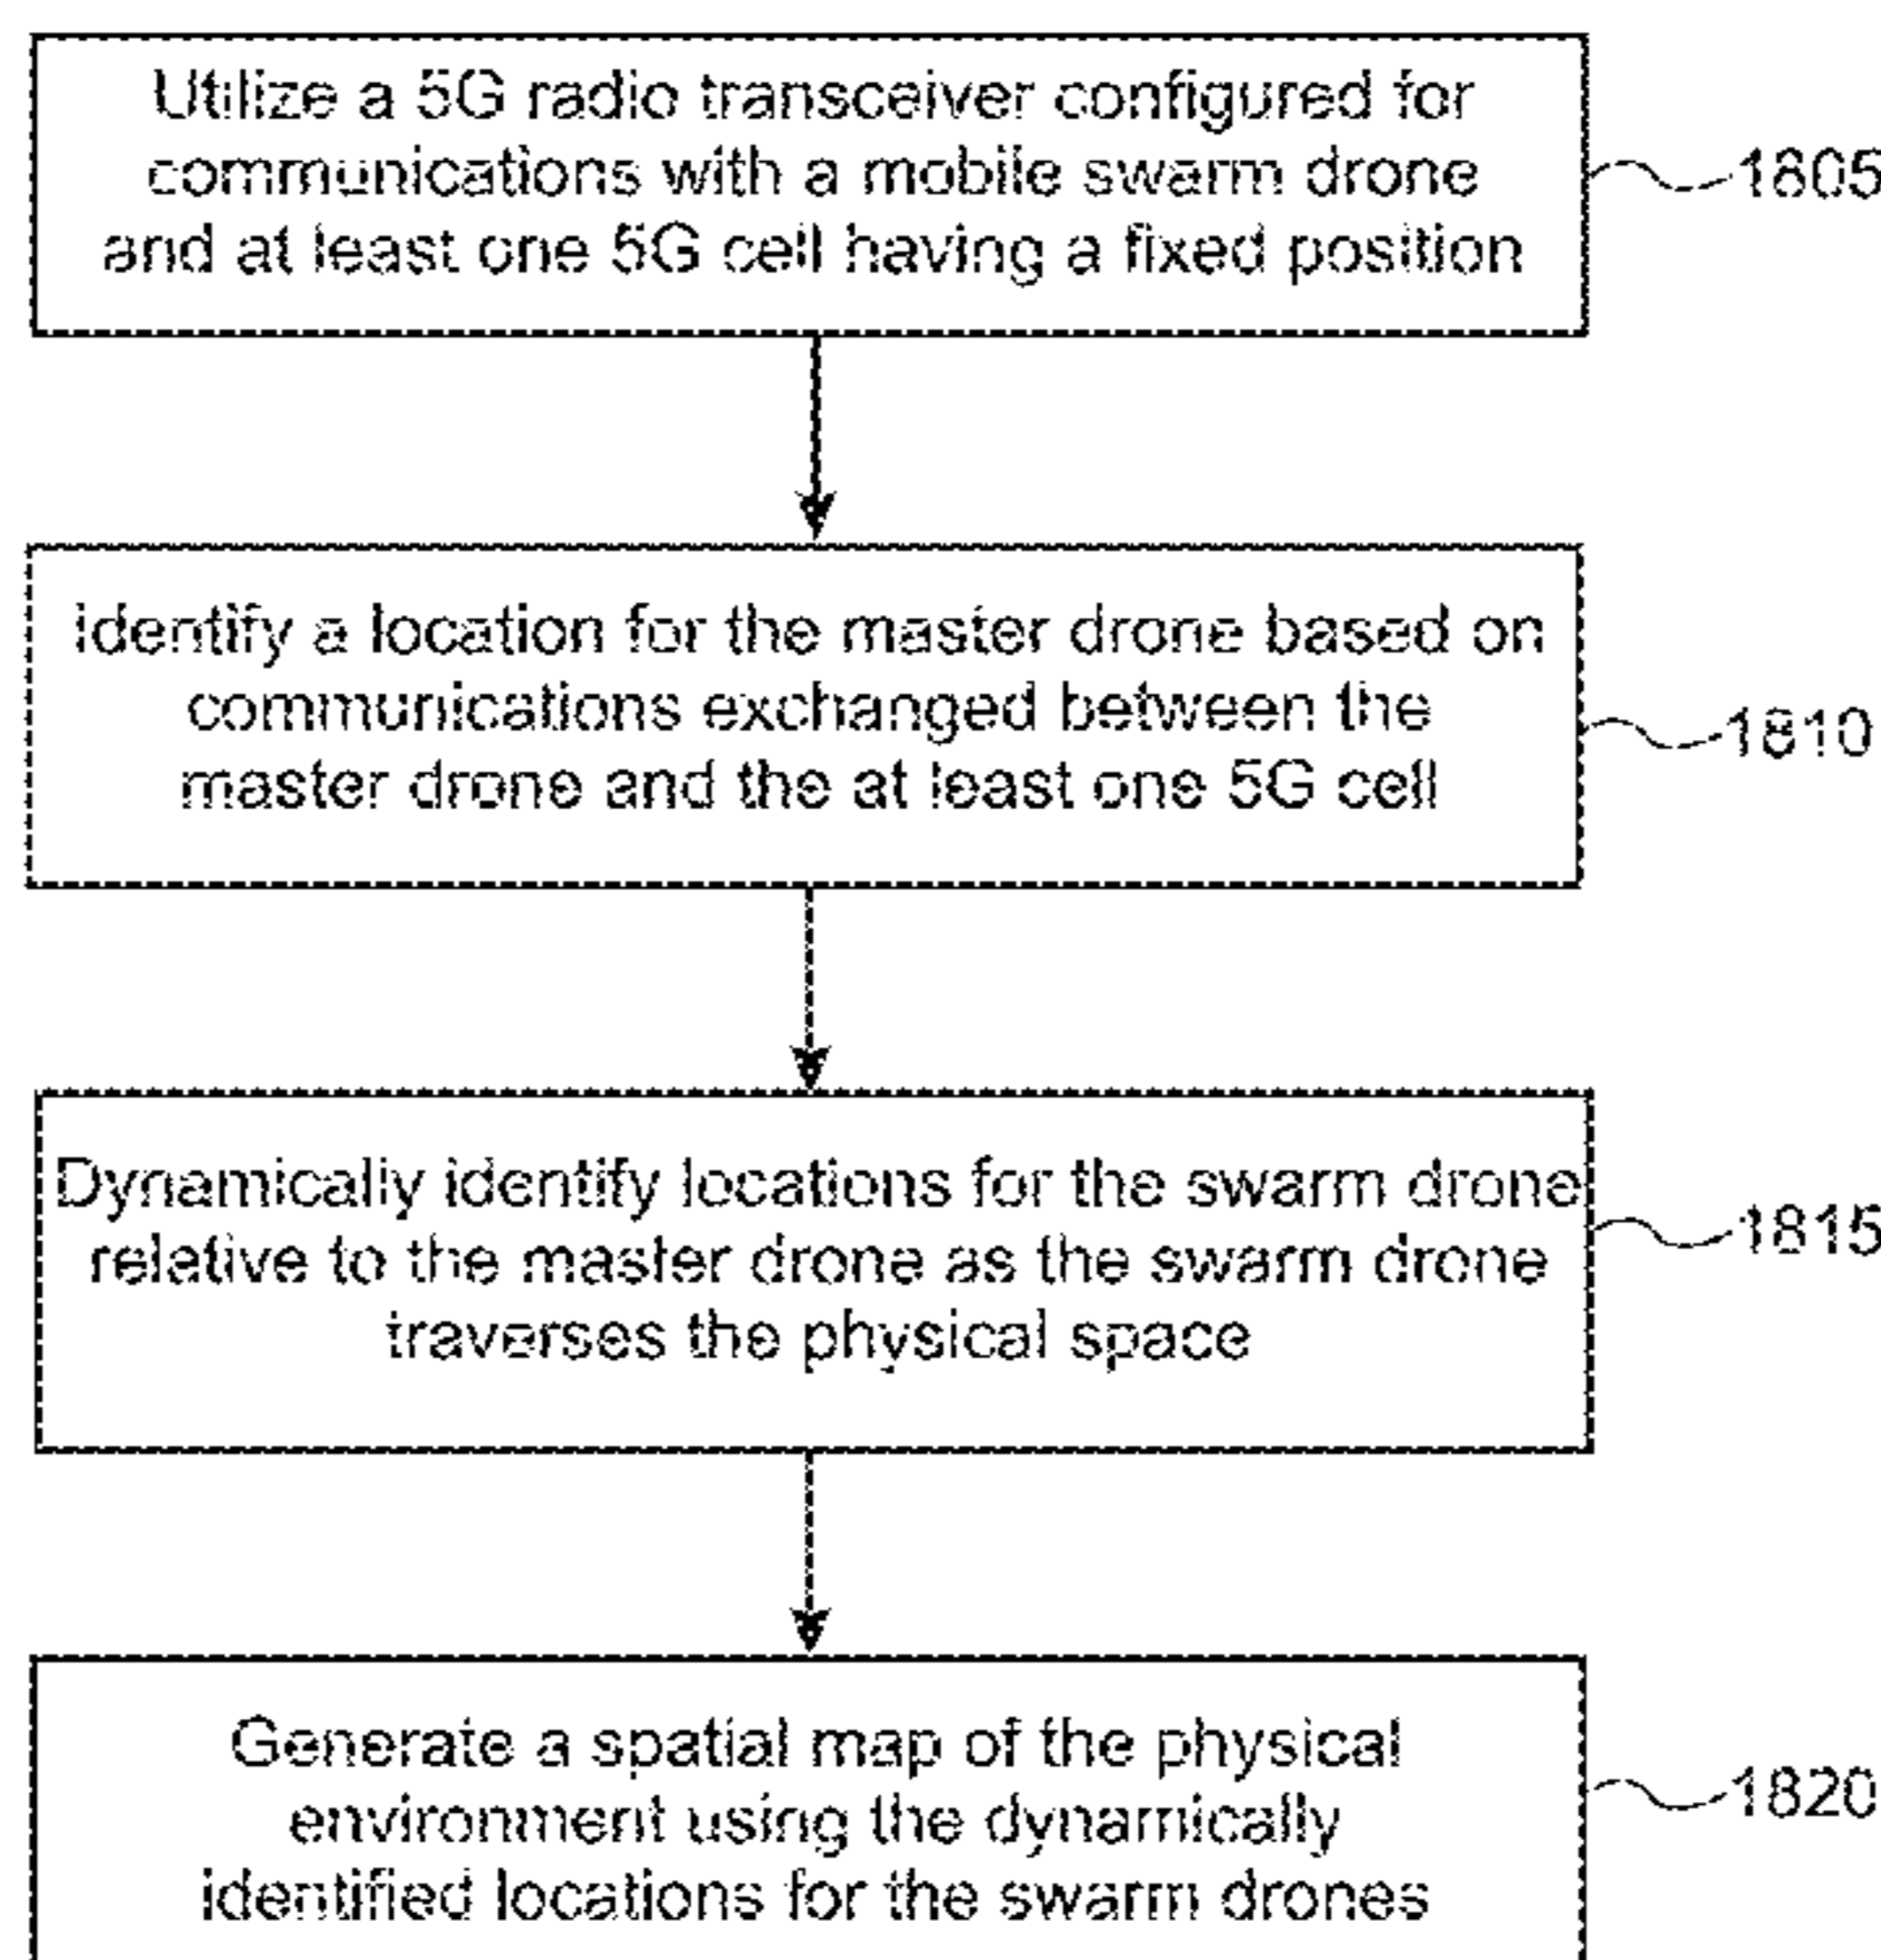 Utilize a 5G radio transceiver configured for
communications with a mobile swarm drone
and at least one 5G cell having a fixed position
1805
Identify a location for the master drone based on
communications exchanged between the
master drone and the at least one 5G cell
1810
Dynamically identify locations for the swarm drone
relative to the master drone as the swarm drone
traverses the physical space
1815
Generate a spatial map of the physical
environment using the dynamically
identified locations for the swarm drones
1820